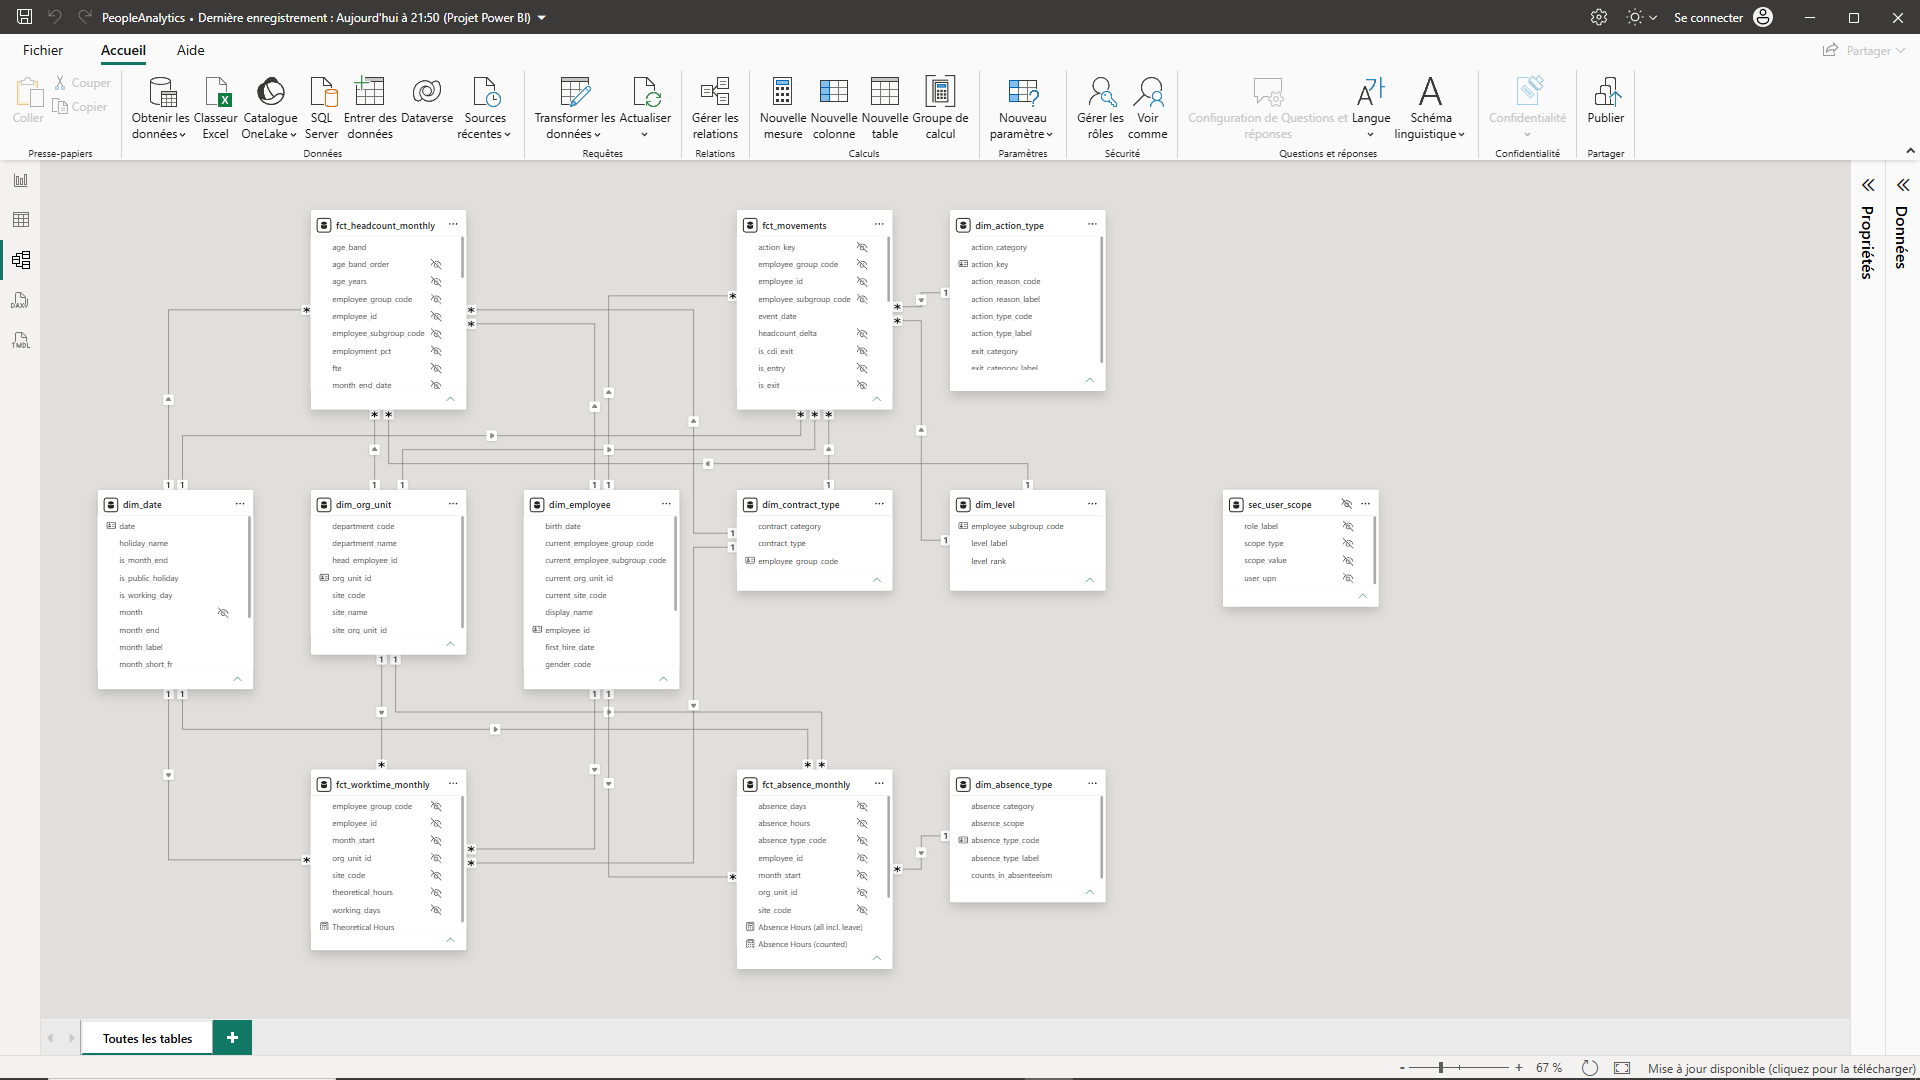 PeopleAnalytics • Dernière enregistrement : Aujourd'hui à 21:50 (Projet Power BI)
Se connecter
Fichier
Accueil
Aide
Partager
Coller
Couper
Copier
Presse-papiers
Obtenir les données
Classeur Excel
Catalogue OneLake
SQL Server
Entrer des données
Dataverse
Sources récentes
Données
Transformer les données
Actualiser
Requêtes
Gérer les relations
Relations
Nouvelle mesure
Nouvelle colonne
Nouvelle table
Groupe de calcul
Calculs
Nouveau paramètre
Paramètres
Gérer les rôles
Voir comme
Sécurité
Configuration de Questions et réponses
Langue
Schéma linguistique
Questions et réponses
Confidentialité
Confidentialité
Publier
Partager
DAX
TMDL
fct_headcount_monthly
age_band
age_band_order
age_years
employee_group_code
employee_id
employee_subgroup_code
employment_pct
fte
month_end_date
fct_movements
action_key
employee_group_code
employee_id
employee_subgroup_code
event_date
headcount_delta
is_cdi_exit
is_entry
is_exit
dim_action_type
action_category
action_key
action_reason_code
action_reason_label
action_type_code
action_type_label
exit_category
exit_category_label
dim_date
date
holiday_name
is_month_end
is_public_holiday
is_working_day
month
month_end
month_label
month_short_fr
dim_org_unit
department_code
department_name
head_employee_id
org_unit_id
site_code
site_name
site_org_unit_id
dim_employee
birth_date
current_employee_group_code
current_employee_subgroup_code
current_org_unit_id
current_site_code
display_name
employee_id
first_hire_date
gender_code
dim_contract_type
contract_category
contract_type
employee_group_code
dim_level
employee_subgroup_code
level_label
level_rank
sec_user_scope
role_label
scope_type
scope_value
user_upn
fct_worktime_monthly
employee_group_code
employee_id
month_start
org_unit_id
site_code
theoretical_hours
working_days
Theoretical Hours
fct_absence_monthly
absence_days
absence_hours
absence_type_code
employee_id
month_start
org_unit_id
site_code
Absence Hours (all incl. leave)
Absence Hours (counted)
dim_absence_type
absence_category
absence_scope
absence_type_code
absence_type_label
counts_in_absenteeism
Propriétés
Données
Toutes les tables
67 %
Mise à jour disponible (cliquez pour la télécharger)